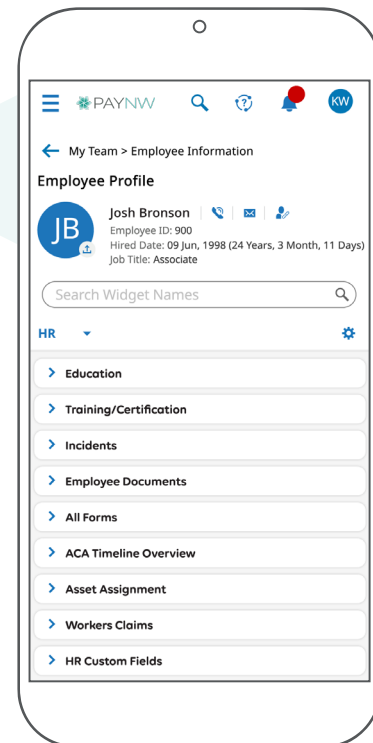 PAYNW
KW
My Team > Employee Information
Employee Profile
JB
Josh Bronson
Employee ID: 900
Hired Date: 09 Jun, 1998 (24 Years, 3 Month, 11 Days)
Job Title: Associate
Search Widget Names
HR
Education
Training/Certification
Incidents
Employee Documents
All Forms
ACA Timeline Overview
Asset Assignment
Workers Claims
HR Custom Fields